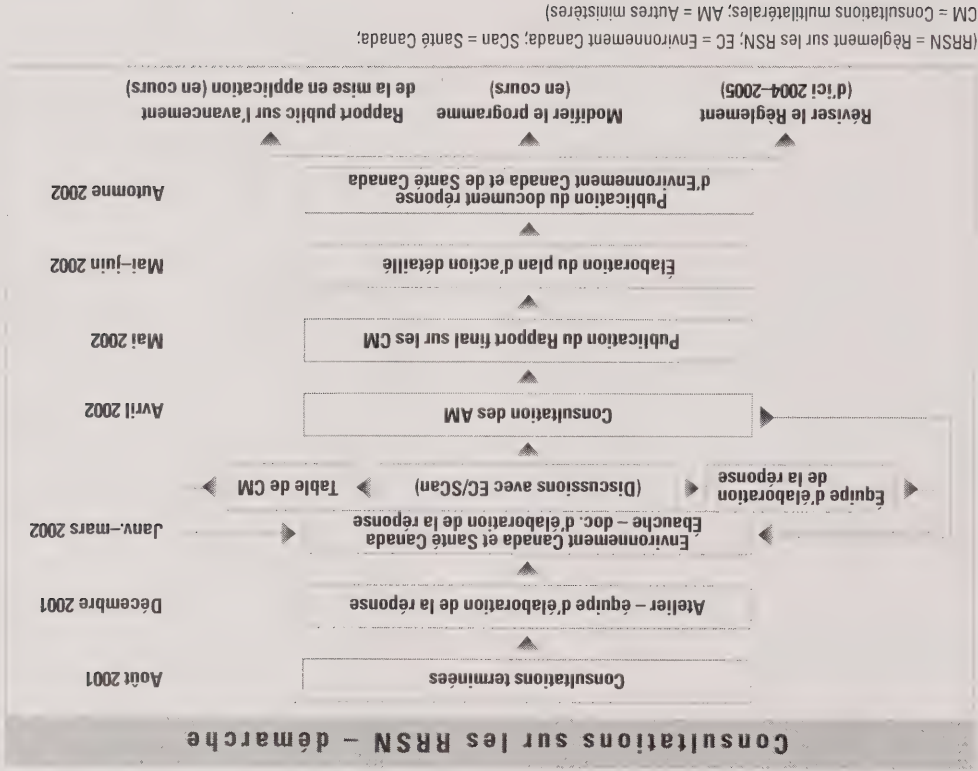 Consultations sur les RRSN – démarche
Août 2001
Consultations terminées
Décembre 2001
Atelier – équipe d'élaboration de la réponse
Janv.–mars 2002
Environnement Canada et Santé Canada
Ébauche – doc. d'élaboration de la réponse
Équipe d'élaboration
de la réponse
(Discussions avec EC/SCan)
Table de CM
Avril 2002
Consultation des AM
Mai 2002
Publication du Rapport final sur les CM
Mai–juin 2002
Élaboration du plan d'action détaillé
Automne 2002
Publication du document réponse
d'Environnement Canada et de Santé Canada
Réviser le Règlement
(d'ici 2004–2005)
Modifier le programme
(en cours)
Rapport public sur l'avancement
de la mise en application (en cours)
(RRSN = Règlement sur les RSN; EC = Environnement Canada; SCan = Santé Canada;
CM = Consultations multilatérales; AM = Autres ministères)